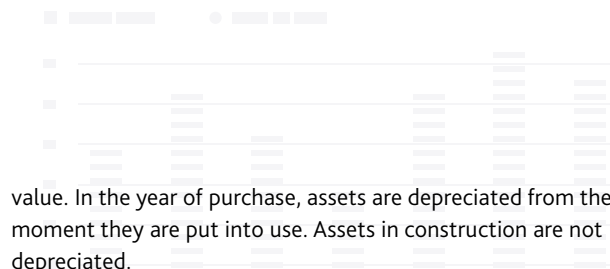 value. In the year of purchase, assets are depreciated from the
moment they are put into use. Assets in construction are not
depreciated.